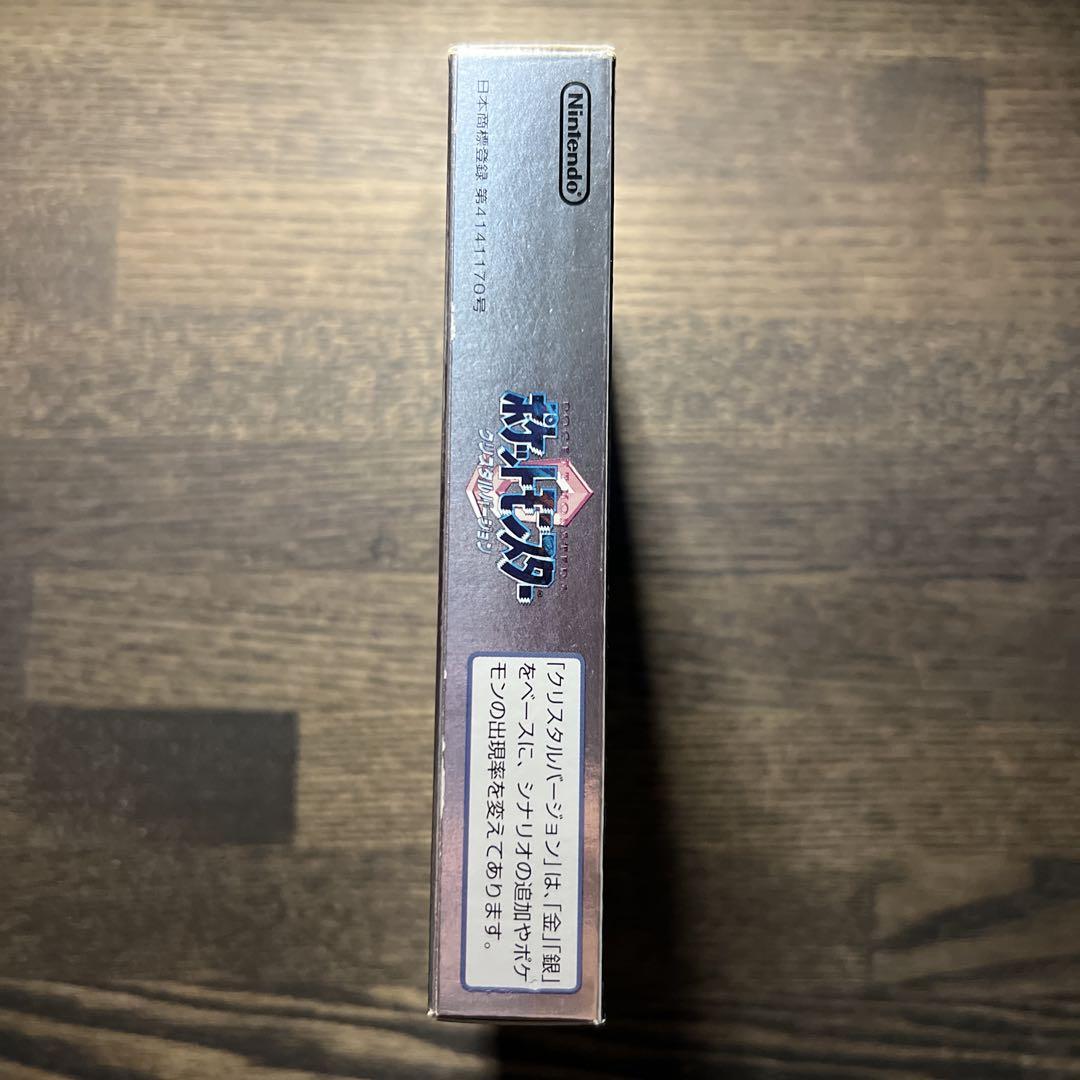 Nintendo®
日本商標登録 第4141170号
POCKET MONSTERS
ポケットモンスター®
クリスタルバージョン
「クリスタルバージョン」は、「金」「銀」
をベースに、シナリオの追加やポケ
モンの出現率を変えてあります。